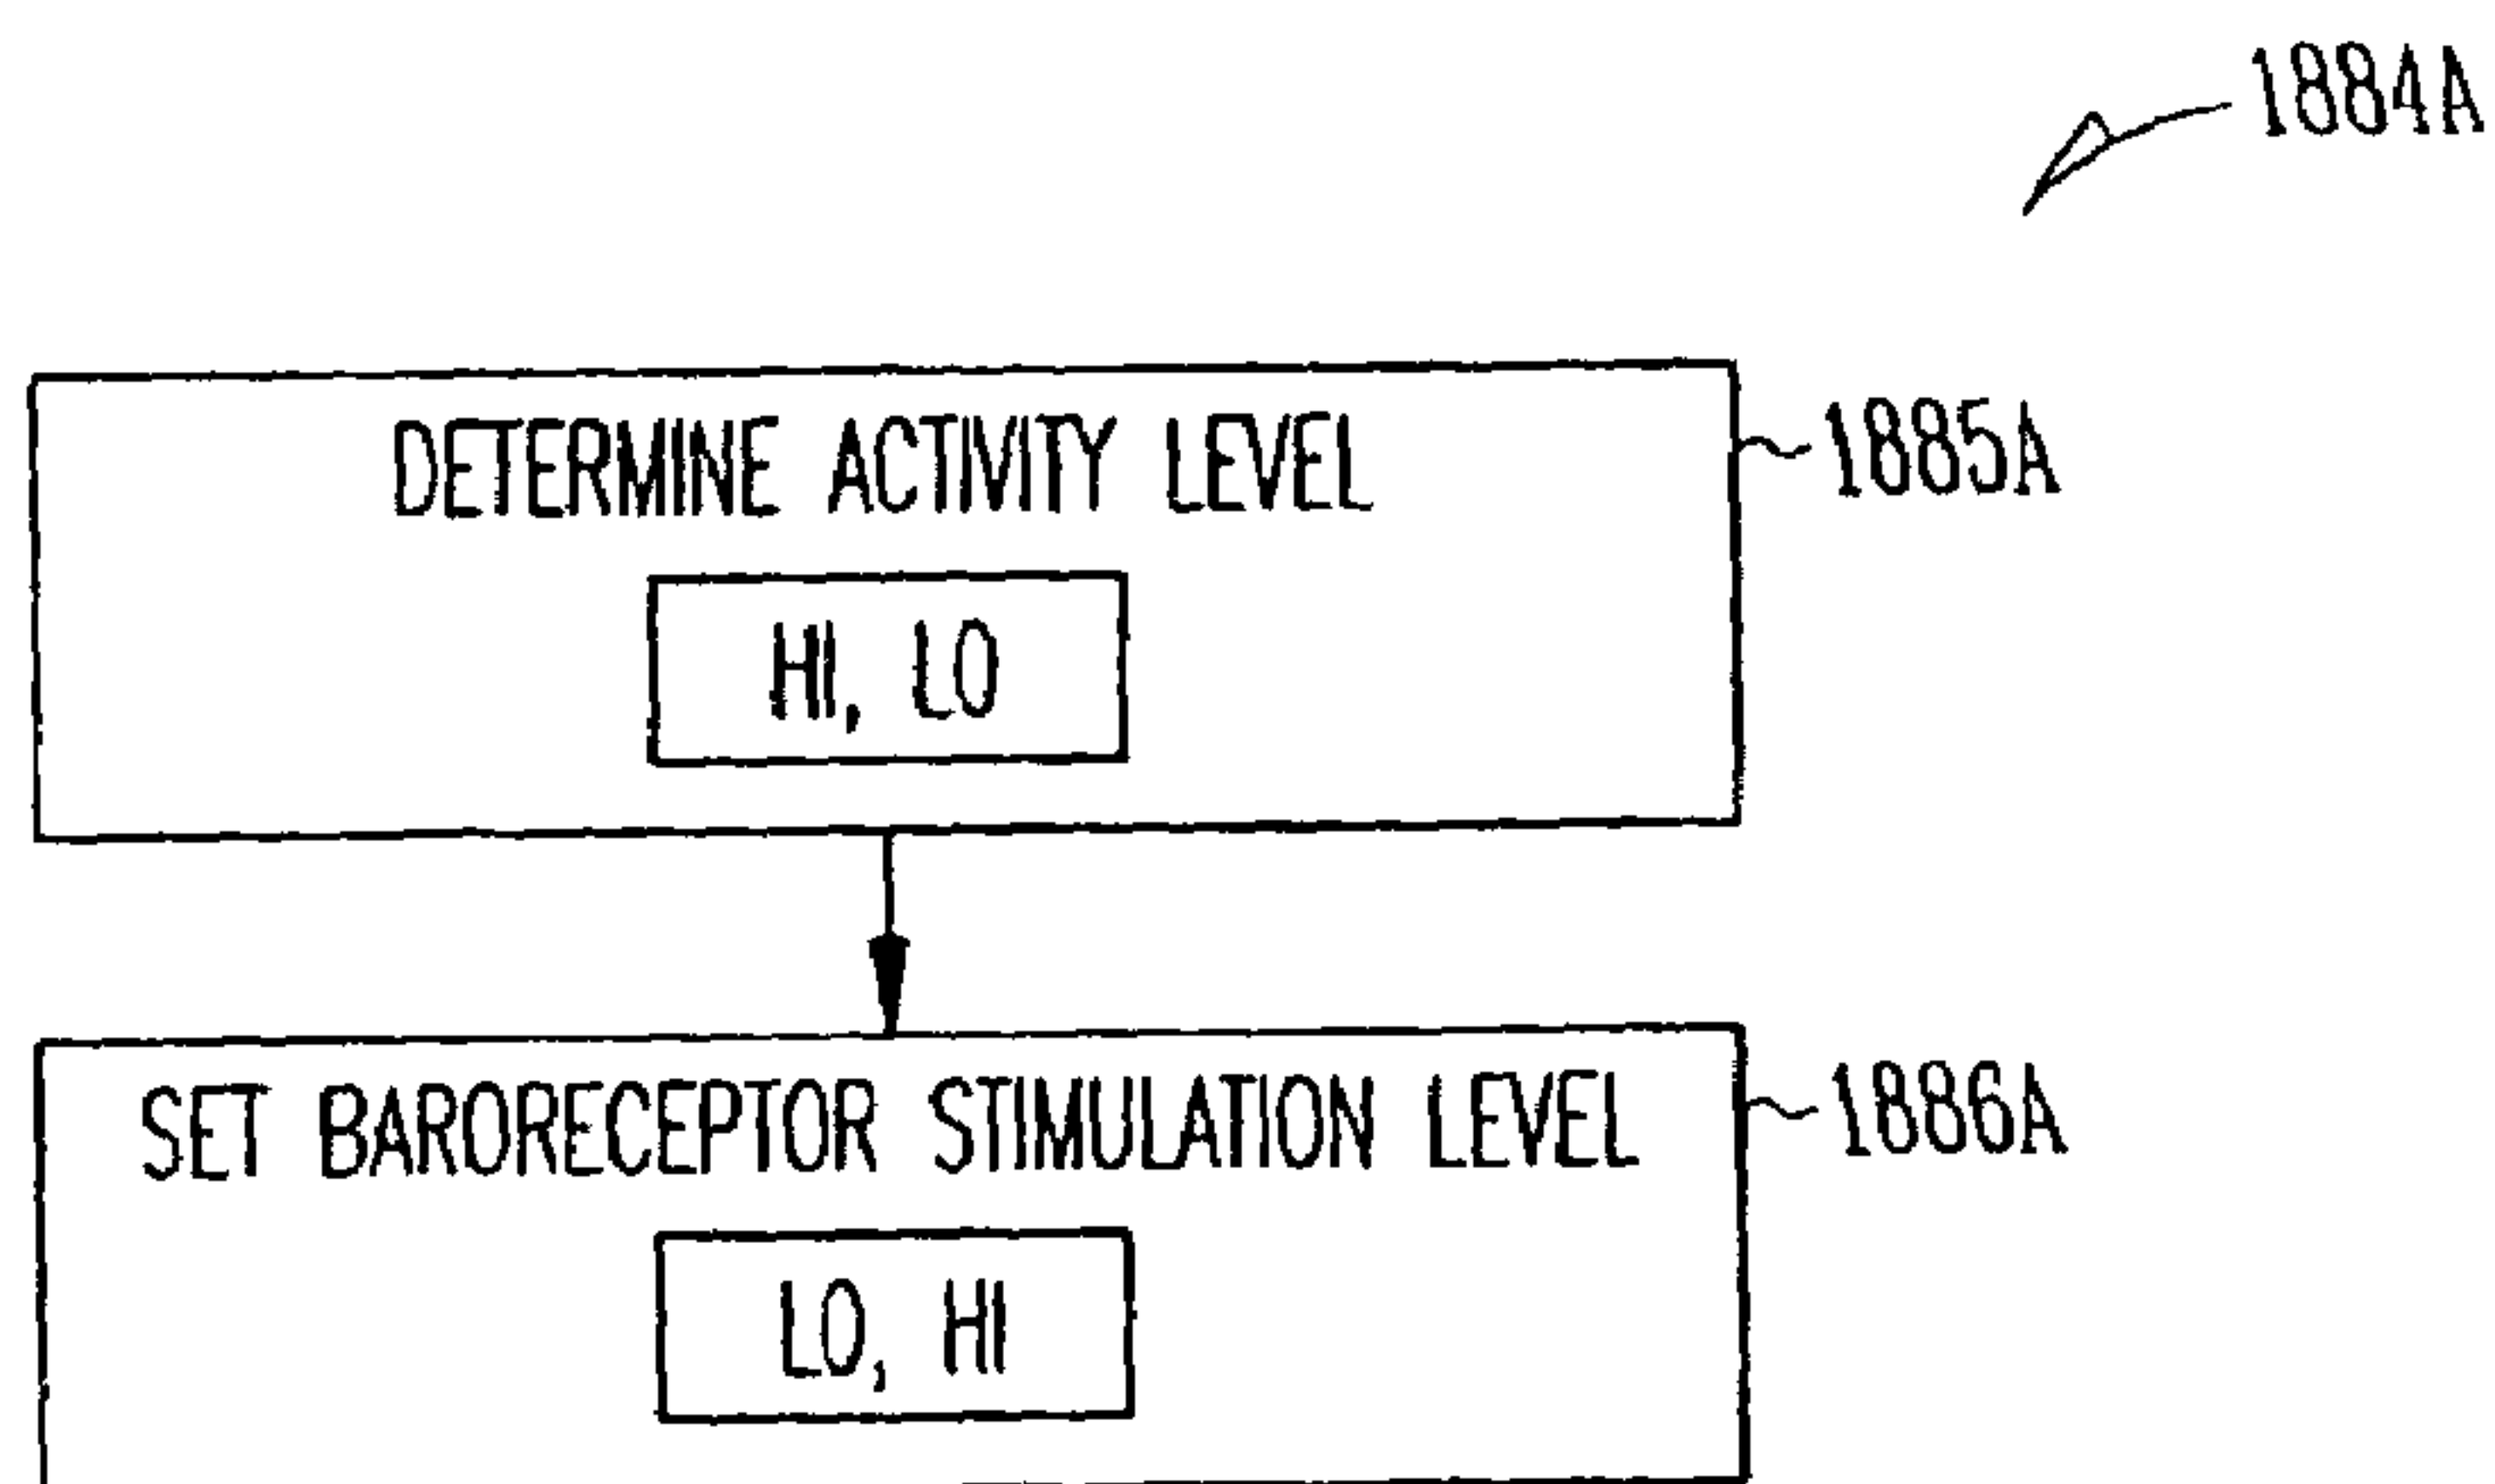 1884A
DETERMINE ACTIVITY LEVEL
1885A
HI, LO
SET BARORECEPTOR STIMULATION LEVEL
1886A
LO, HI